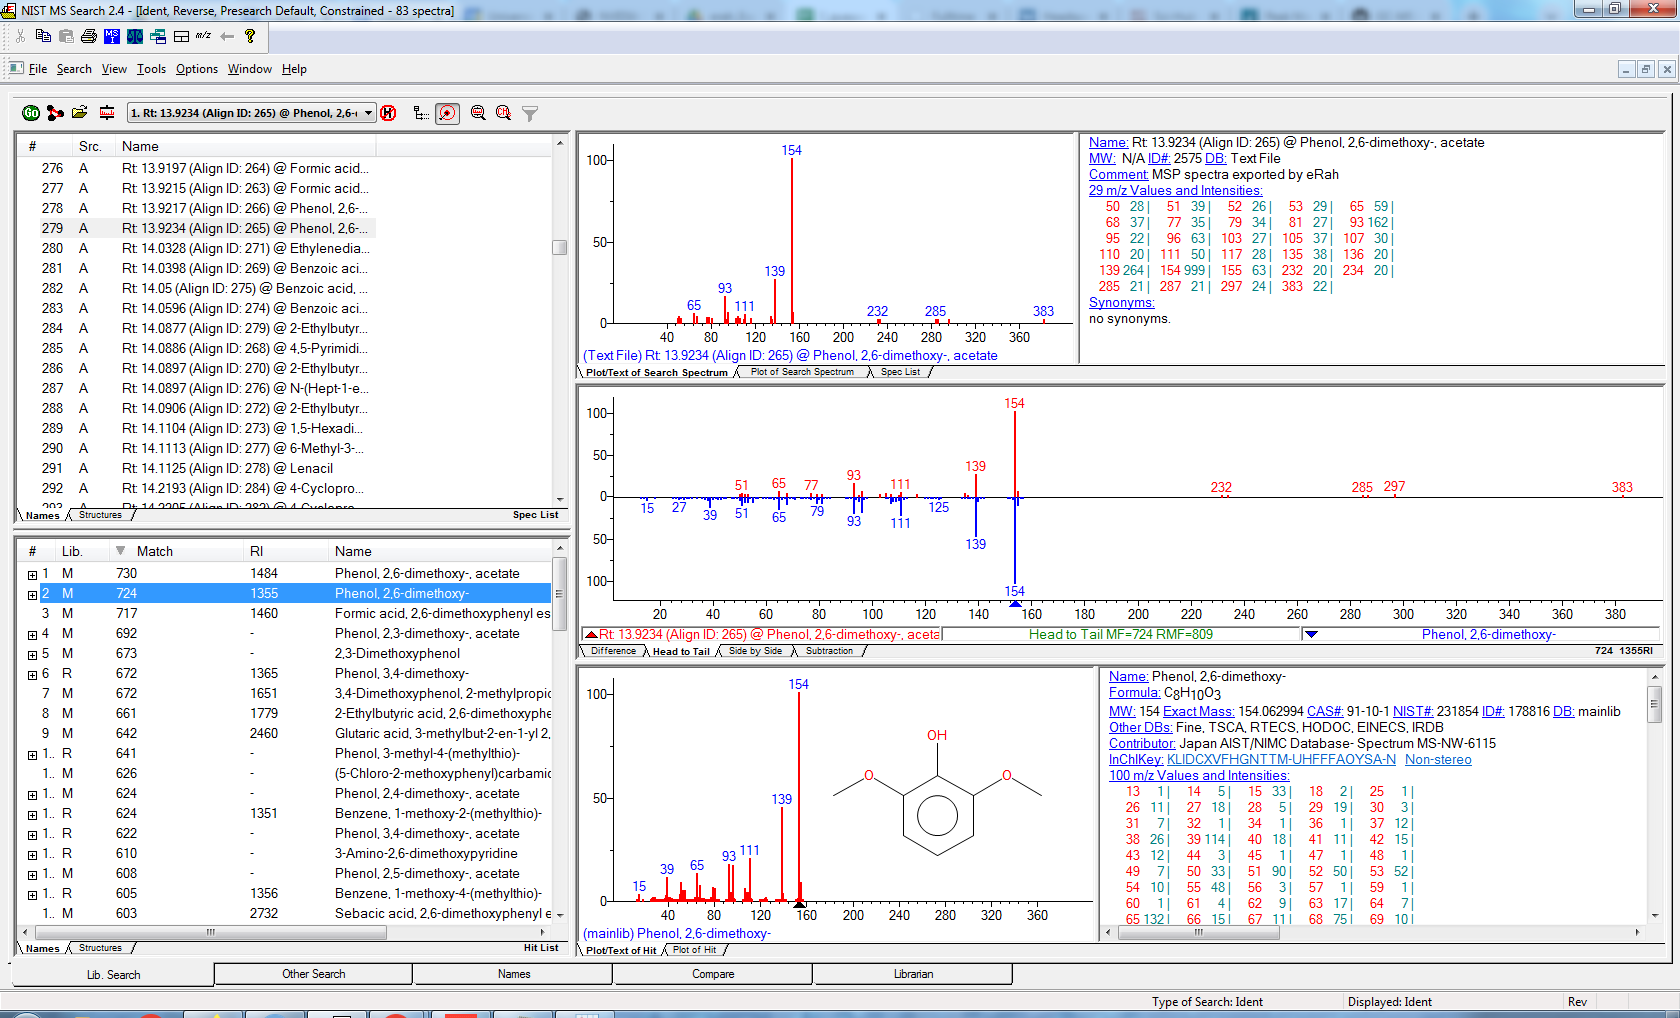 NIST MS Search 2.4 - [Ident, Reverse, Presearch Default, Constrained - 83 spectra]
m/z
File Search View Tools Options Window Help
1. Rt: 13.9234 (Align ID: 265) @ Phenol, 2,6-
# Src. Name
276 A Rt: 13.9197 (Align ID: 264) @ Formic acid...
277 A Rt: 13.9215 (Align ID: 263) @ Formic acid...
278 A Rt: 13.9217 (Align ID: 266) @ Phenol, 2,6-...
279 A Rt: 13.9234 (Align ID: 265) @ Phenol, 2,6-...
280 A Rt: 14.0328 (Align ID: 271) @ Ethylenedia...
281 A Rt: 14.0398 (Align ID: 269) @ Benzoic aci...
282 A Rt: 14.05 (Align ID: 275) @ Benzoic acid, ...
283 A Rt: 14.0596 (Align ID: 274) @ Benzoic aci...
284 A Rt: 14.0877 (Align ID: 279) @ 2-Ethylbutyr...
285 A Rt: 14.0886 (Align ID: 268) @ 4,5-Pyrimidi...
286 A Rt: 14.0897 (Align ID: 270) @ 2-Ethylbutyr...
287 A Rt: 14.0897 (Align ID: 276) @ N-(Hept-1-e...
288 A Rt: 14.0906 (Align ID: 272) @ 2-Ethylbutyr...
289 A Rt: 14.1104 (Align ID: 273) @ 1,5-Hexadi...
290 A Rt: 14.1113 (Align ID: 277) @ 6-Methyl-3-...
291 A Rt: 14.1125 (Align ID: 278) @ Lenacil
292 A Rt: 14.2193 (Align ID: 284) @ 4-Cyclopro...
Names Structures Spec List
# Lib. Match RI Name
1 M 730 1484 Phenol, 2,6-dimethoxy-, acetate
2 M 724 1355 Phenol, 2,6-dimethoxy-
3 M 717 1460 Formic acid, 2,6-dimethoxyphenyl es
4 M 692 - Phenol, 2,3-dimethoxy-, acetate
5 M 673 - 2,3-Dimethoxyphenol
6 R 672 1365 Phenol, 3,4-dimethoxy-
7 M 672 1651 3,4-Dimethoxyphenol, 2-methylpropio
8 M 661 1779 2-Ethylbutyric acid, 2,6-dimethoxyphe
9 M 642 2460 Glutaric acid, 3-methylbut-2-en-1-yl 2,
1.. R 641 - Phenol, 3-methyl-4-(methylthio)-
1.. M 626 - (5-Chloro-2-methoxyphenyl)carbamic
1.. M 624 - Phenol, 2,4-dimethoxy-, acetate
1.. R 624 1351 Benzene, 1-methoxy-2-(methylthio)-
1.. R 622 - Phenol, 3,4-dimethoxy-, acetate
1.. R 610 - 3-Amino-2,6-dimethoxypyridine
1.. M 608 - Phenol, 2,5-dimethoxy-, acetate
1.. R 605 1356 Benzene, 1-methoxy-4-(methylthio)-
1.. M 603 2732 Sebacic acid, 2,6-dimethoxyphenyl e
Names Structures Hit List
154
100
50
139
93
65 111 232 285 383
0
40 80 120 160 200 240 280 320 360
(Text File) Rt: 13.9234 (Align ID: 265) @ Phenol, 2,6-dimethoxy-, acetate
Plot/Text of Search Spectrum Plot of Search Spectrum Spec List
Name: Rt: 13.9234 (Align ID: 265) @ Phenol, 2,6-dimethoxy-, acetate
MW: N/A ID#: 2575 DB: Text File
Comment: MSP spectra exported by eRah
29 m/z Values and Intensities:
50 28| 51 39| 52 26| 53 29| 65 59|
68 37| 77 35| 79 34| 81 27| 93 162|
95 22| 96 63| 103 27| 105 37| 107 30|
110 20| 111 50| 117 28| 135 38| 136 20|
139 264| 154 999| 155 63| 232 20| 234 20|
285 21| 287 21| 297 24| 383 22|
Synonyms:
no synonyms.
154
100
50
139
93
51 65 77 111 232 285 297 383
0
15 27 39 51 65 79 93 111 125
50
139
100
154
20 40 60 80 100 120 140 160 180 200 220 240 260 280 300 320 340 360 380
Rt: 13.9234 (Align ID: 265) @ Phenol, 2,6-dimethoxy-, aceta Head to Tail MF=724 RMF=809 Phenol, 2,6-dimethoxy-
Difference Head to Tail Side by Side Subtraction 724 1355RI
154
100
50
139
93 111
39 65
15
0
40 80 120 160 200 240 280 320 360
OH
O O
(mainlib) Phenol, 2,6-dimethoxy-
Plot/Text of Hit Plot of Hit
Name: Phenol, 2,6-dimethoxy-
Formula: C8H10O3
MW: 154 Exact Mass: 154.062994 CAS#: 91-10-1 NIST#: 231854 ID#: 178816 DB: mainlib
Other DBs: Fine, TSCA, RTECS, HODOC, EINECS, IRDB
Contributor: Japan AIST/NIMC Database- Spectrum MS-NW-6115
InChIKey: KLIDCXVFHGNTTM-UHFFFAOYSA-N Non-stereo
100 m/z Values and Intensities:
13 1| 14 5| 15 33| 18 2| 25 1|
26 11| 27 18| 28 5| 29 19| 30 3|
31 7| 32 1| 34 1| 36 1| 37 12|
38 26| 39 114| 40 18| 41 11| 42 15|
43 12| 44 3| 45 1| 47 1| 48 1|
49 7| 50 33| 51 90| 52 50| 53 52|
54 10| 55 48| 56 3| 57 1| 59 1|
60 1| 61 4| 62 9| 63 17| 64 7|
65 132| 66 15| 67 11| 68 75| 69 10|
Lib. Search Other Search Names Compare Librarian
Type of Search: Ident Displayed: Ident Rev